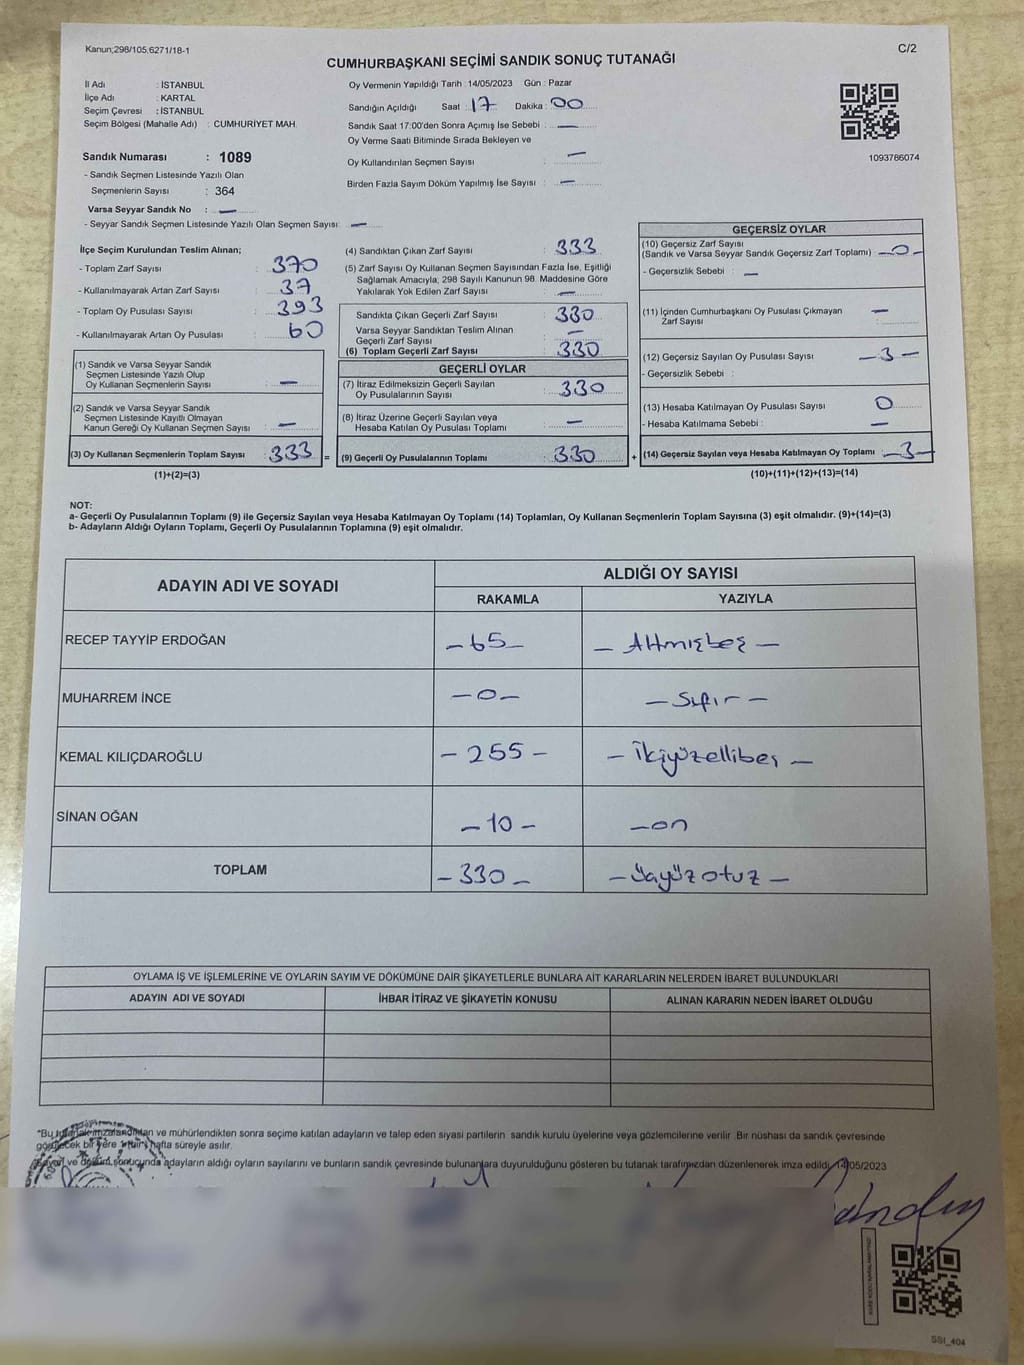 Kanun;298/105,6271/18-1
C/2
CUMHURBAŞKANI SEÇİMİ SANDIK SONUÇ TUTANAĞI
İl Adı : İSTANBUL
İlçe Adı : KARTAL
Seçim Çevresi : İSTANBUL
Seçim Bölgesi (Mahalle Adı) : CUMHURİYET MAH.
Sandık Numarası : 1089
- Sandık Seçmen Listesinde Yazılı Olan
Seçmenlerin Sayısı : 364
Varsa Seyyar Sandık No : —
- Seyyar Sandık Seçmen Listesinde Yazılı Olan Seçmen Sayısı: —
Oy Vermenin Yapıldığı Tarih : 14/05/2023 Gün : Pazar
Sandığın Açıldığı Saat : 17 Dakika : 00
Sandık Saat 17:00'den Sonra Açımış İse Sebebi : —
Oy Verme Saati Bitiminde Sırada Bekleyen ve
Oy Kullandırılan Seçmen Sayısı : —
Birden Fazla Sayım Döküm Yapılmış İse Sayısı : —
1093786074
İlçe Seçim Kurulundan Teslim Alınan;
- Toplam Zarf Sayısı : 370
- Kullanılmayarak Artan Zarf Sayısı : 37
- Toplam Oy Pusulası Sayısı : 393
- Kullanılmayarak Artan Oy Pusulası : 60
(1) Sandık ve Varsa Seyyar Sandık
Seçmen Listesinde Yazılı Olup
Oy Kullanan Seçmenlerin Sayısı : —
(2) Sandık ve Varsa Seyyar Sandık
Seçmen Listesinde Kayıtlı Olmayan
Kanun Gereği Oy Kullanan Seçmen Sayısı : —
(3) Oy Kullanan Seçmenlerin Toplam Sayısı : 333 =
(1)+(2)=(3)
(4) Sandıktan Çıkan Zarf Sayısı : 333
(5) Zarf Sayısı Oy Kullanan Seçmen Sayısından Fazla İse, Eşitliği
Sağlamak Amacıyla, 298 Sayılı Kanunun 98. Maddesine Göre
Yakılarak Yok Edilen Zarf Sayısı : —
Sandıkta Çıkan Geçerli Zarf Sayısı : 330
Varsa Seyyar Sandıktan Teslim Alınan
Geçerli Zarf Sayısı : —
(6) Toplam Geçerli Zarf Sayısı : 330
GEÇERLİ OYLAR
(7) İtiraz Edilmeksizin Geçerli Sayılan
Oy Pusulalarının Sayısı : 330
(8) İtiraz Üzerine Geçerli Sayılan veya
Hesaba Katılan Oy Pusulası Toplamı : —
(9) Geçerli Oy Pusulalarının Toplamı : 330 +
GEÇERSİZ OYLAR
(10) Geçersiz Zarf Sayısı
(Sandık ve Varsa Seyyar Sandık Geçersiz Zarf Toplamı) —0—
- Geçersizlik Sebebi : —
(11) İçinden Cumhurbaşkanı Oy Pusulası Çıkmayan
Zarf Sayısı : —
(12) Geçersiz Sayılan Oy Pusulası Sayısı — 3 —
- Geçersizlik Sebebi :
(13) Hesaba Katılmayan Oy Pusulası Sayısı : 0
- Hesaba Katılmama Sebebi : —
(14) Geçersiz Sayılan veya Hesaba Katılmayan Oy Toplamı —3—
(10)+(11)+(12)+(13)=(14)
NOT:
a- Geçerli Oy Pusulalarının Toplamı (9) ile Geçersiz Sayılan veya Hesaba Katılmayan Oy Toplamı (14) Toplamları, Oy Kullanan Seçmenlerin Toplam Sayısına (3) eşit olmalıdır. (9)+(14)=(3)
b- Adayların Aldığı Oyların Toplamı, Geçerli Oy Pusulalarının Toplamına (9) eşit olmalıdır.
ADAYIN ADI VE SOYADI
ALDIĞI OY SAYISI
RAKAMLA YAZIYLA
RECEP TAYYİP ERDOĞAN —65— — Altmışbeş —
MUHARREM İNCE —0— — Sıfır —
KEMAL KILIÇDAROĞLU — 255 — — İkiyüzellibeş —
SİNAN OĞAN — 10 — —on
TOPLAM — 330 — — üçyüzotuz —
OYLAMA İŞ VE İŞLEMLERİNE VE OYLARIN SAYIM VE DÖKÜMÜNE DAİR ŞİKAYETLERLE BUNLARA AİT KARARLARIN NELERDEN İBARET BULUNDUKLARI
ADAYIN ADI VE SOYADI İHBAR İTİRAZ VE ŞİKAYETİN KONUSU ALINAN KARARIN NEDEN İBARET OLDUĞU
"Bu tutanak imzalandıktan ve mühürlendikten sonra seçime katılan adayların ve talep eden siyasi partilerin sandık kurulu üyelerine veya gözlemcilerine verilir .Bir nüshası da sandık çevresinde
görülecek bir yere 1 (bir) hafta süreyle asılır.
Sayım ve döküm sonucunda adayların aldığı oyların sayılarını ve bunların sandık çevresinde bulunanlara duyurulduğunu gösteren bu tutanak tarafımızdan düzenlenerek imza edildi. 14/05/2023
SSI_404